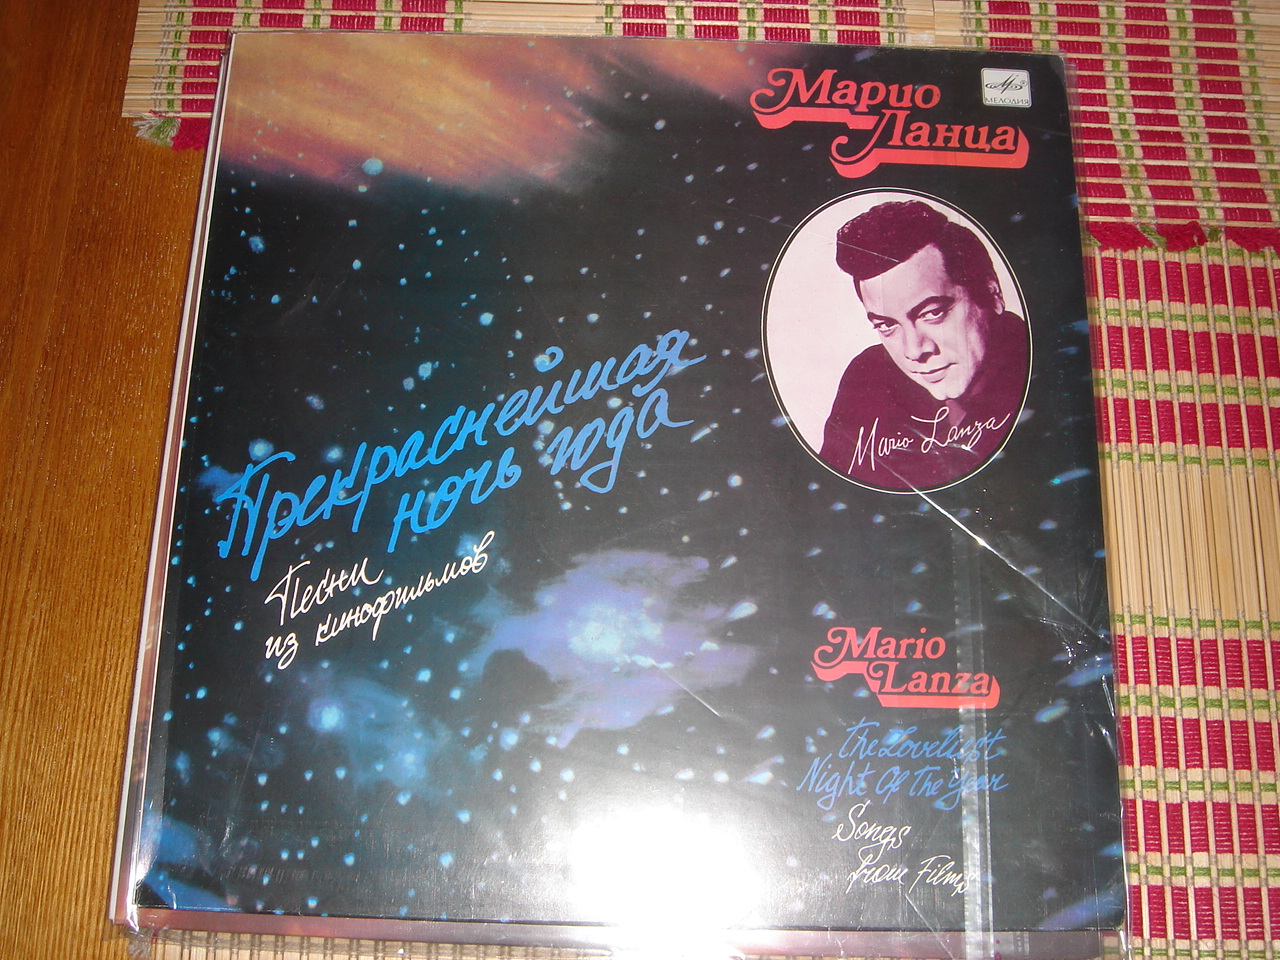 Марио
Ланца
МЕЛОДИЯ
Mario Lanza
Прекраснейшая
ночь года
Песни
из кинофильмов
Mario
Lanza
The Loveliest
Night Of The Year
Songs
from Films